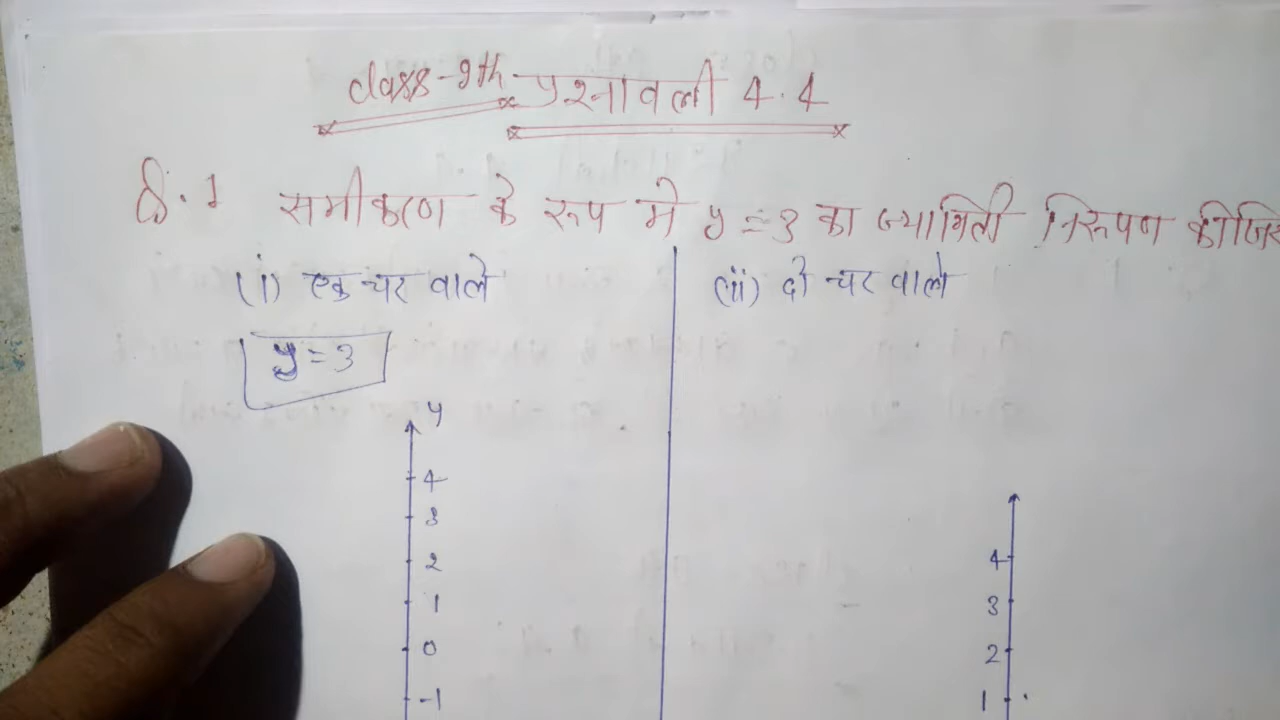 class-9th प्रश्नावली 4.4
Q.1 समीकरण के रूप मे y = 3 का ज्यामिती निरूपण कीजिए
(i) एक चर वाले
(ii) दो चर वाले
y = 3
y
4
3
2
1
0
-1
4
3
2
1